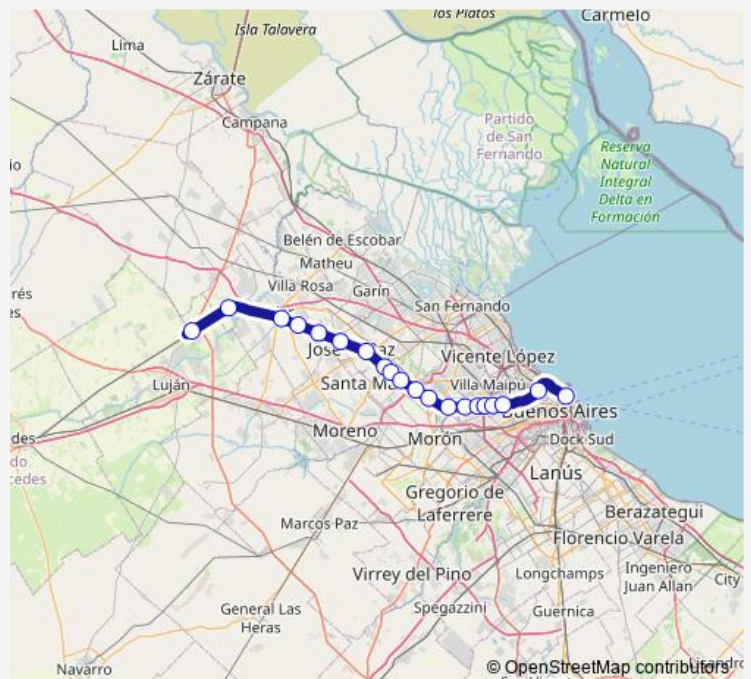 los Platos
Carmelo
Isla Talavera
Lima
Zárate
Campana
Partido
de San
Fernando
Reserva
Natural
Integral
Delta en
Formación
Belén de Escobar
Matheu
Villa Rosa
Garín
San Fernando
José
Vicente López
Luján
Santa
Villa Maipú
Buenos Aires
Moreno
Morón
Dock Sud
Lanús
Gregorio de
Laferrere
Berazategui
Marcos Paz
Florencio Varela
Virrey del Pino
Longchamps
Ingeniero
Juan Allan
City
General Las
Heras
Spegazzini
Guernica
Navarro
© OpenStreetMap contributors